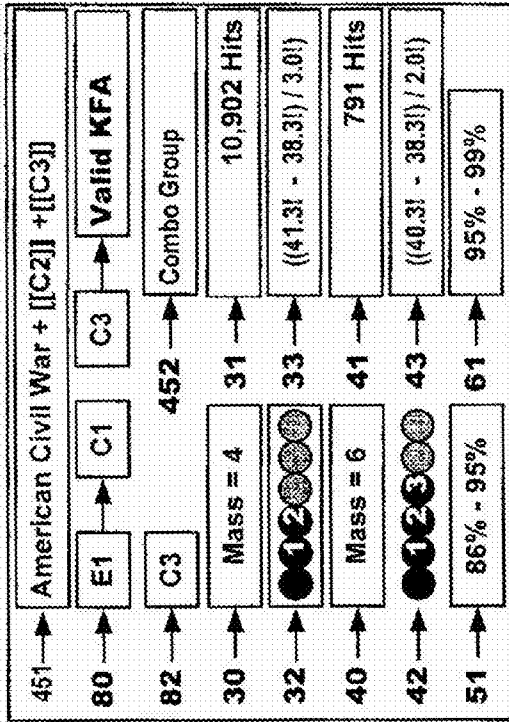 451 American Civil War + [[C2]] +[[C3]]
80 E1 C1 C3 Valid KFA
82 C3 452 Combo Group
30 Mass = 4 31 10,902 Hits
32 1 2 33 ((41.3! - 38.3!) / 3.0!)
40 Mass = 6 41 791 Hits
42 1 2 3 43 ((40.3! - 38.3!) / 2.0!)
51 86% - 95% 61 95% - 99%